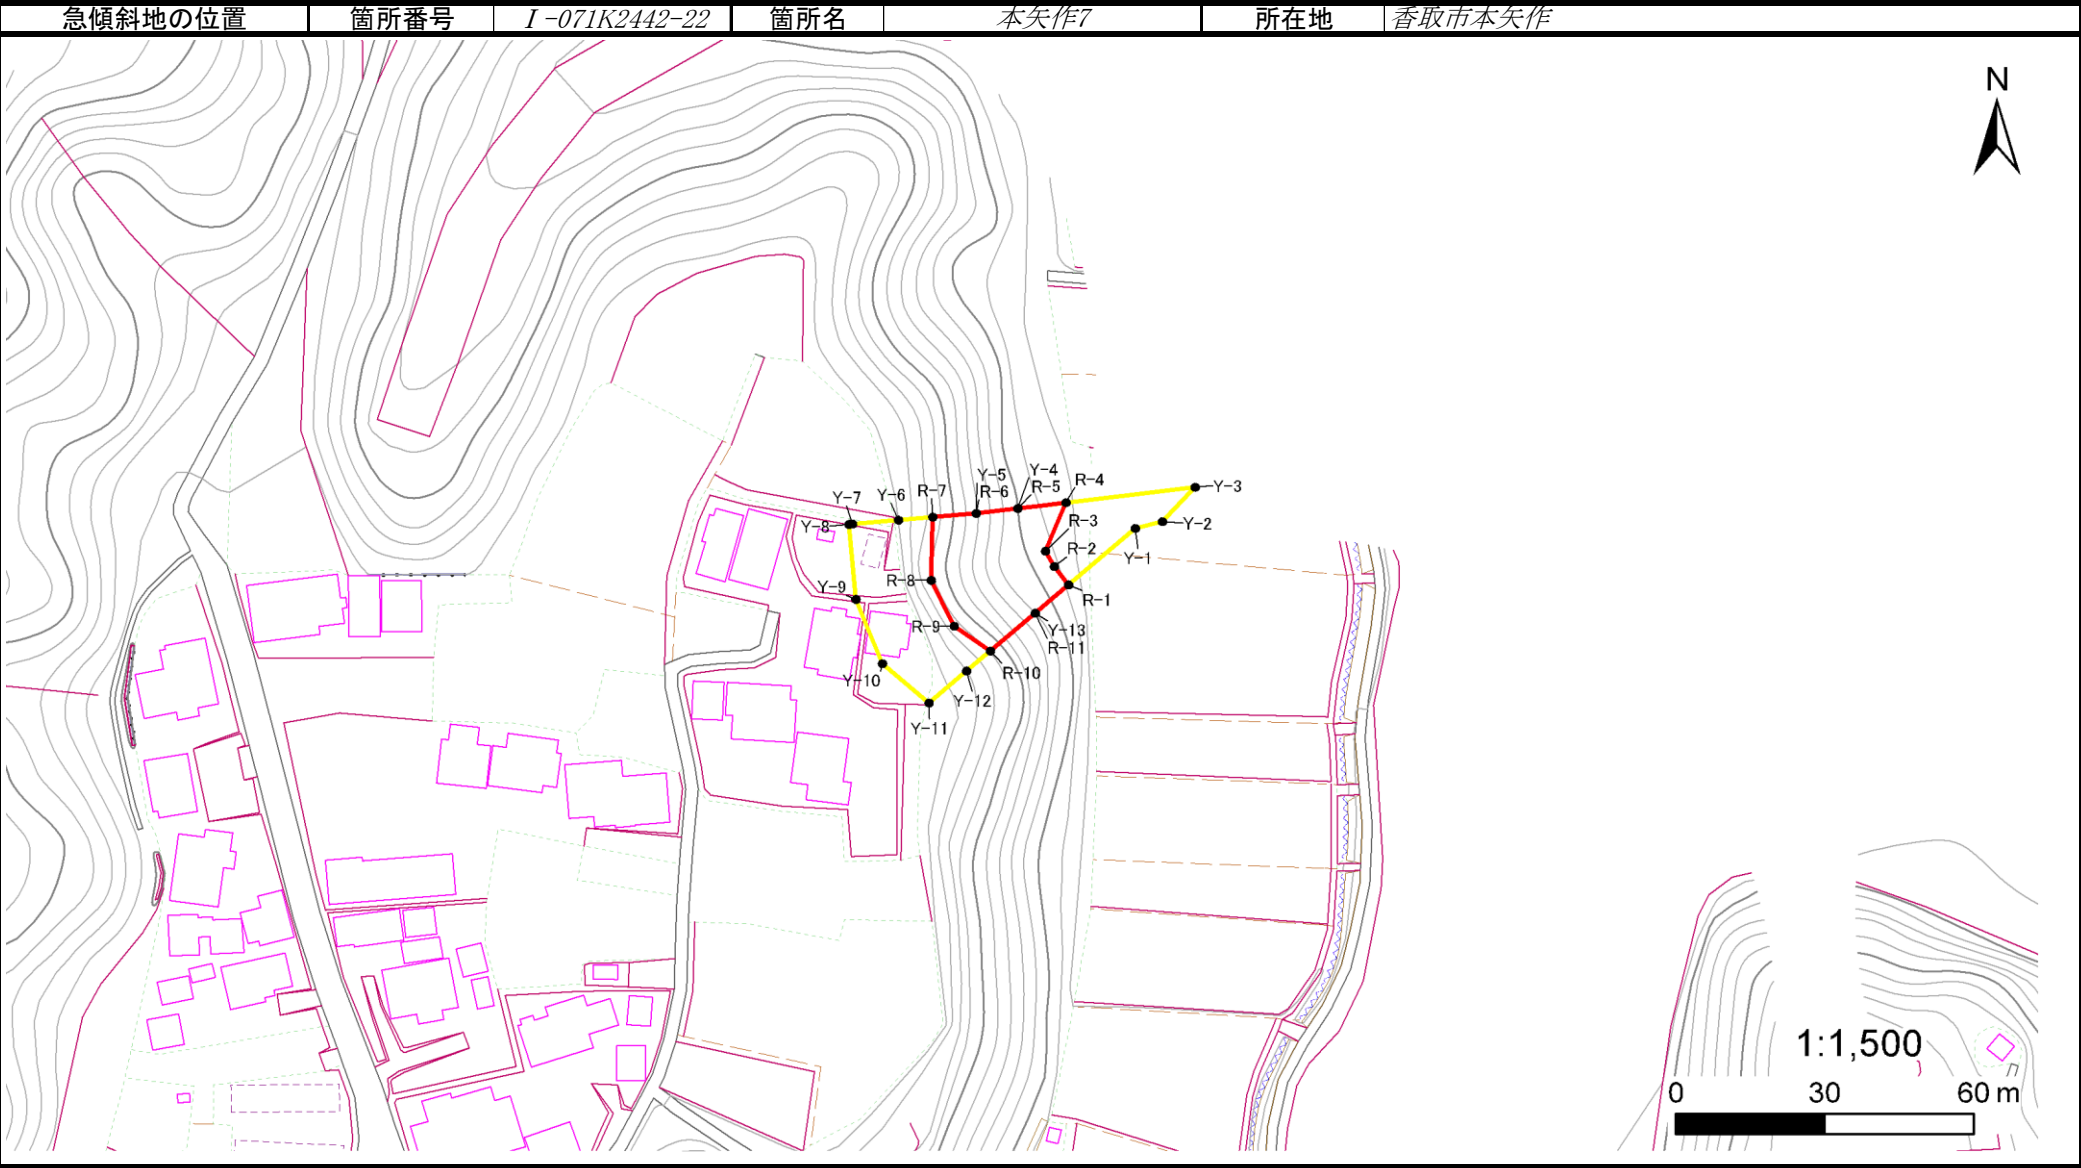 急傾斜地の位置 箇所番号 Ⅰ-071K2442-22 箇所名 本矢作7 所在地 香取市本矢作
N
Y-5 Y-4 R-4
Y-7 Y-6 R-7 R-6 R-5 Y-3
Y-8 R-3 Y-2
R-2 Y-1
R-8
Y-9 R-1
R-9 Y-13
R-11
Y-10 R-10
Y-12
Y-11
1:1,500
0 30 60 m